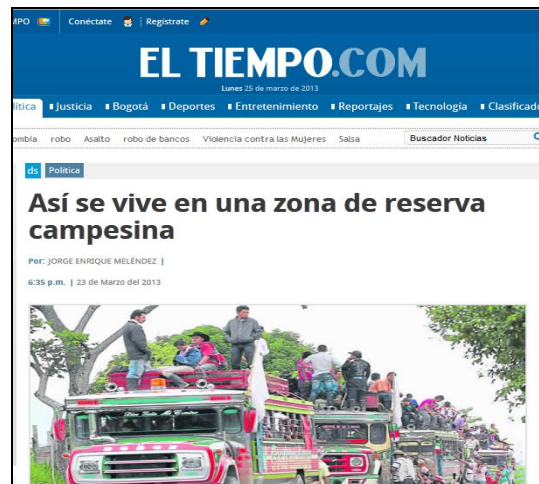 Conéctate Regístrate
EL TIEMPO.COM
Lunes 25 de marzo de 2013
Justicia Bogotá Deportes Entretenimiento Reportajes Tecnología
robo Asalto robo de bancos Violencia contra las Mujeres Salsa Buscador Noticias
ds Política
Así se vive en una zona de reserva
campesina
Por: JORGE ENRIQUE MELÉNDEZ |
6:35 p.m. | 23 de Marzo del 2013